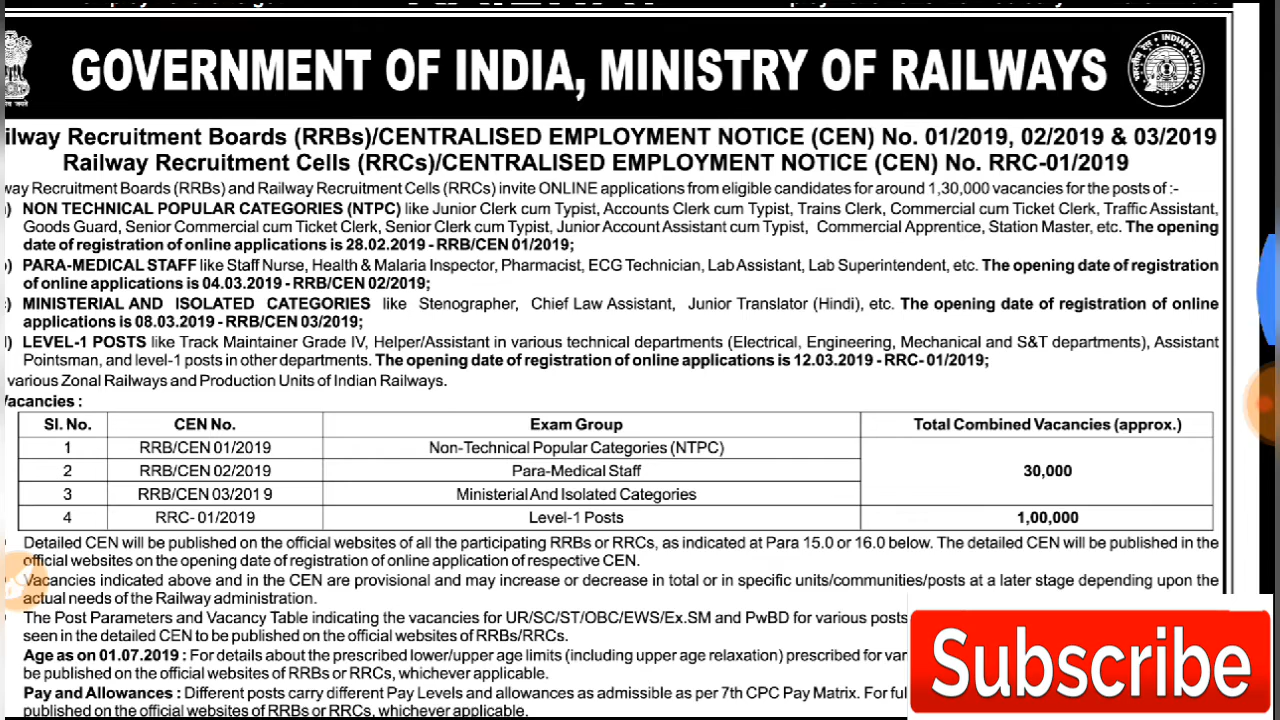 GOVERNMENT OF INDIA, MINISTRY OF RAILWAYS
INDIAN RAILWAYS
Recruitment Boards (RRBs)/CENTRALISED EMPLOYMENT NOTICE (CEN) No. 01/2019, 02/2019 & 03/2019
Railway Recruitment Cells (RRCs)/CENTRALISED EMPLOYMENT NOTICE (CEN) No. RRC-01/2019
Recruitment Boards (RRBs) and Railway Recruitment Cells (RRCs) invite ONLINE applications from eligible candidates for around 1,30,000 vacancies for the posts of :-
NON TECHNICAL POPULAR CATEGORIES (NTPC) like Junior Clerk cum Typist, Accounts Clerk cum Typist, Trains Clerk, Commercial cum Ticket Clerk, Traffic Assistant,
Goods Guard, Senior Commercial cum Ticket Clerk, Senior Clerk cum Typist, Junior Account Assistant cum Typist, Commercial Apprentice, Station Master, etc. The opening
date of registration of online applications is 28.02.2019 - RRB/CEN 01/2019;
PARA-MEDICAL STAFF like Staff Nurse, Health & Malaria Inspector, Pharmacist, ECG Technician, Lab Assistant, Lab Superintendent, etc. The opening date of registration
of online applications is 04.03.2019 - RRB/CEN 02/2019;
MINISTERIAL AND ISOLATED CATEGORIES like Stenographer, Chief Law Assistant, Junior Translator (Hindi), etc. The opening date of registration of online
applications is 08.03.2019 - RRB/CEN 03/2019;
LEVEL-1 POSTS like Track Maintainer Grade IV, Helper/Assistant in various technical departments (Electrical, Engineering, Mechanical and S&T departments), Assistant
Pointsman, and level-1 posts in other departments. The opening date of registration of online applications is 12.03.2019 - RRC- 01/2019;
various Zonal Railways and Production Units of Indian Railways.
Vacancies :
Sl. No. CEN No. Exam Group Total Combined Vacancies (approx.)
1 RRB/CEN 01/2019 Non-Technical Popular Categories (NTPC)
2 RRB/CEN 02/2019 Para-Medical Staff 30,000
3 RRB/CEN 03/2019 Ministerial And Isolated Categories
4 RRC- 01/2019 Level-1 Posts 1,00,000
Detailed CEN will be published on the official websites of all the participating RRBs or RRCs, as indicated at Para 15.0 or 16.0 below. The detailed CEN will be published in the
official websites on the opening date of registration of online application of respective CEN.
Vacancies indicated above and in the CEN are provisional and may increase or decrease in total or in specific units/communities/posts at a later stage depending upon the
actual needs of the Railway administration.
The Post Parameters and Vacancy Table indicating the vacancies for UR/SC/ST/OBC/EWS/Ex.SM and PwBD for various posts
seen in the detailed CEN to be published on the official websites of RRBs/RRCs.
Age as on 01.07.2019 : For details about the prescribed lower/upper age limits (including upper age relaxation) prescribed for
be published on the official websites of RRBs or RRCs, whichever applicable.
Pay and Allowances : Different posts carry different Pay Levels and allowances as admissible as per 7th CPC Pay Matrix. For
published on the official websites of RRBs or RRCs, whichever applicable.
Subscribe